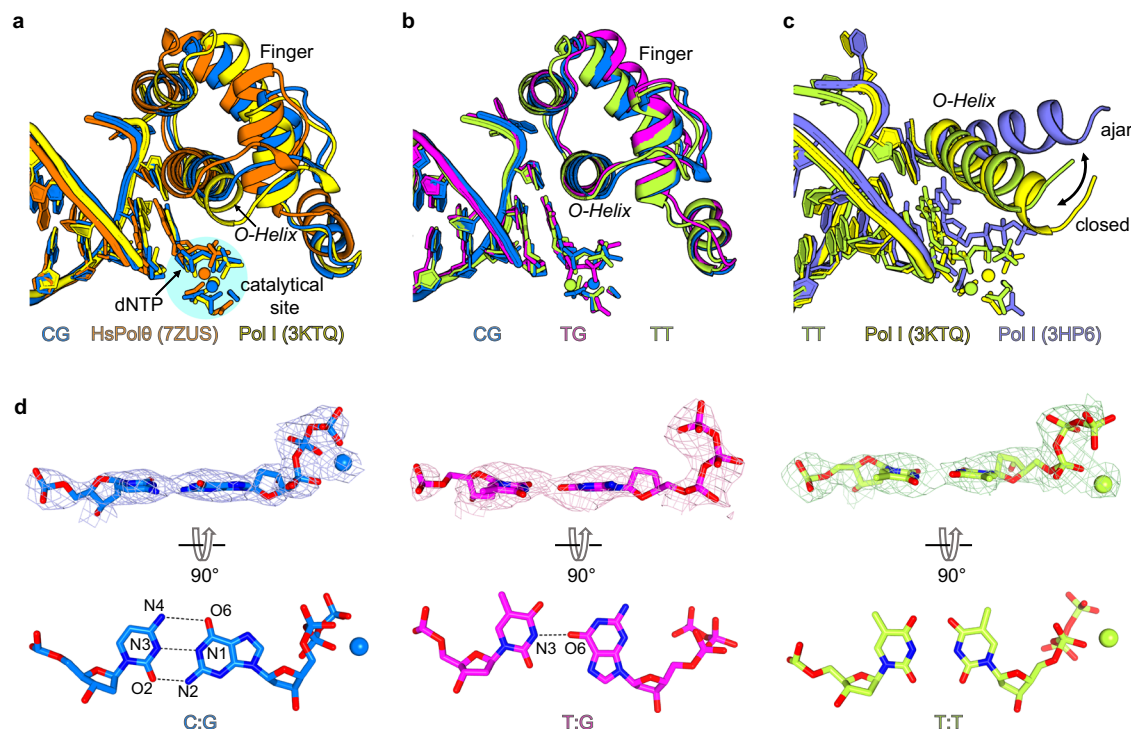 a
Finger
O-Helix
dNTP
catalytical
site
CG HsPolθ (7ZUS) Pol I (3KTQ)
b
Finger
O-Helix
CG TG TT
c
O-Helix
ajar
closed
TT Pol I (3KTQ) Pol I (3HP6)
d
90° 90° 90°
N4 O6
N3 N1
O2 N2
C:G
N3 O6
T:G
T:T